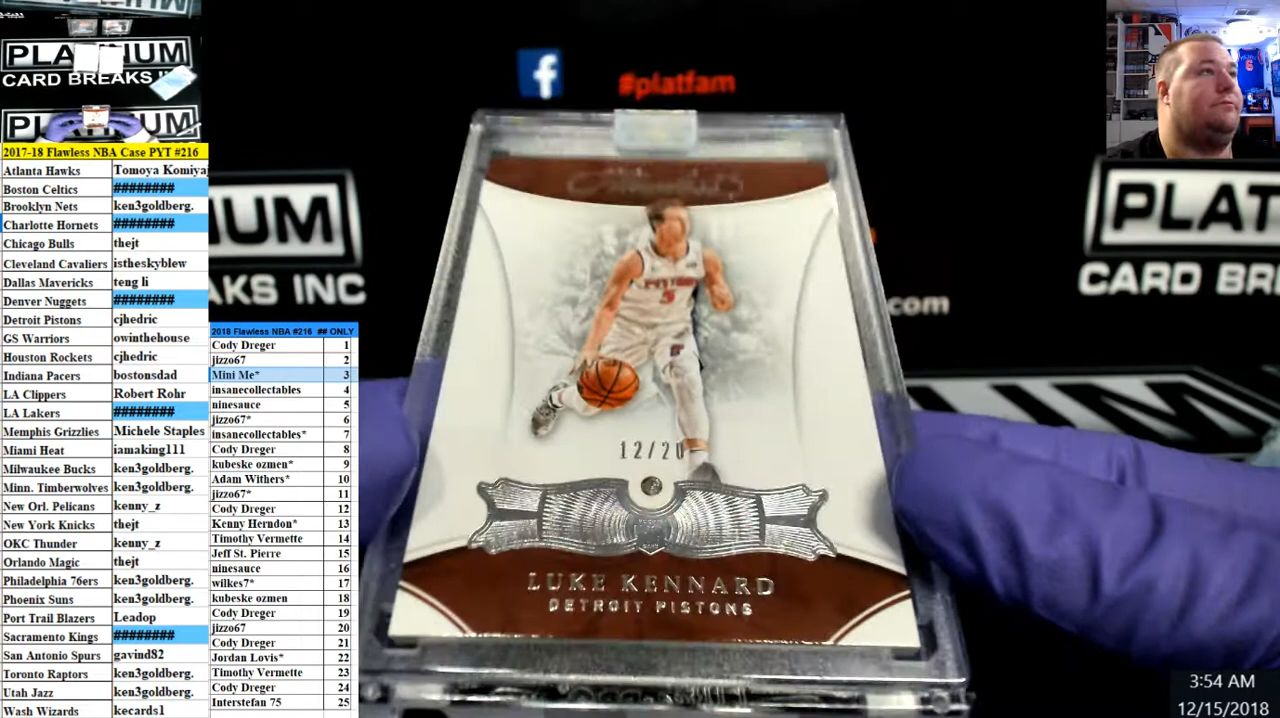 PLATINUM
CARD BREAKS INC
PLATINUM
2017-18 Flawless NBA Case PYT #216
Atlanta Hawks Tomoya Komiya
Boston Celtics ########
Brooklyn Nets ken3goldberg.
Charlotte Hornets ########
Chicago Bulls thejt
Cleveland Cavaliers istheskyblew
Dallas Mavericks teng li
Denver Nuggets ########
Detroit Pistons cjhedric
GS Warriors owinthehouse
Houston Rockets cjhedric
Indiana Pacers bostonsdad
LA Clippers Robert Rohr
LA Lakers ########
Memphis Grizzlies Michele Staples
Miami Heat iamaking111
Milwaukee Bucks ken3goldberg.
Minn. Timberwolves ken3goldberg.
New Orl. Pelicans kenny_z
New York Knicks thejt
OKC Thunder kenny_z
Orlando Magic thejt
Philadelphia 76ers ken3goldberg.
Phoenix Suns ken3goldberg.
Port Trail Blazers Leadop
Sacramento Kings ########
San Antonio Spurs gavind82
Toronto Raptors ken3goldberg.
Utah Jazz ken3goldberg.
Wash Wizards kecards1
2018 Flawless NBA #216 ## ONLY
Cody Dreger 1
jizzo67 2
Mini Me* 3
insanecollectables 4
ninesauce 5
jizzo67* 6
insanecollectables* 7
Cody Dreger 8
kubeske ozmen* 9
Adam Withers* 10
jizzo67* 11
Cody Dreger 12
Kenny Herndon* 13
Timothy Vermette 14
Jeff St. Pierre 15
ninesauce 16
wilkes7* 17
kubeske ozmen 18
Cody Dreger 19
jizzo67 20
Cody Dreger 21
Jordan Lovis* 22
Timothy Vermette 23
Cody Dreger 24
Interstefan 75 25
f #platfam
NUM
AKS INC
PLAT
CARD BREA
com
PISTONS
5
12/20
LUKE KENNARD
DETROIT PISTONS
6
3:54 AM
12/15/2018